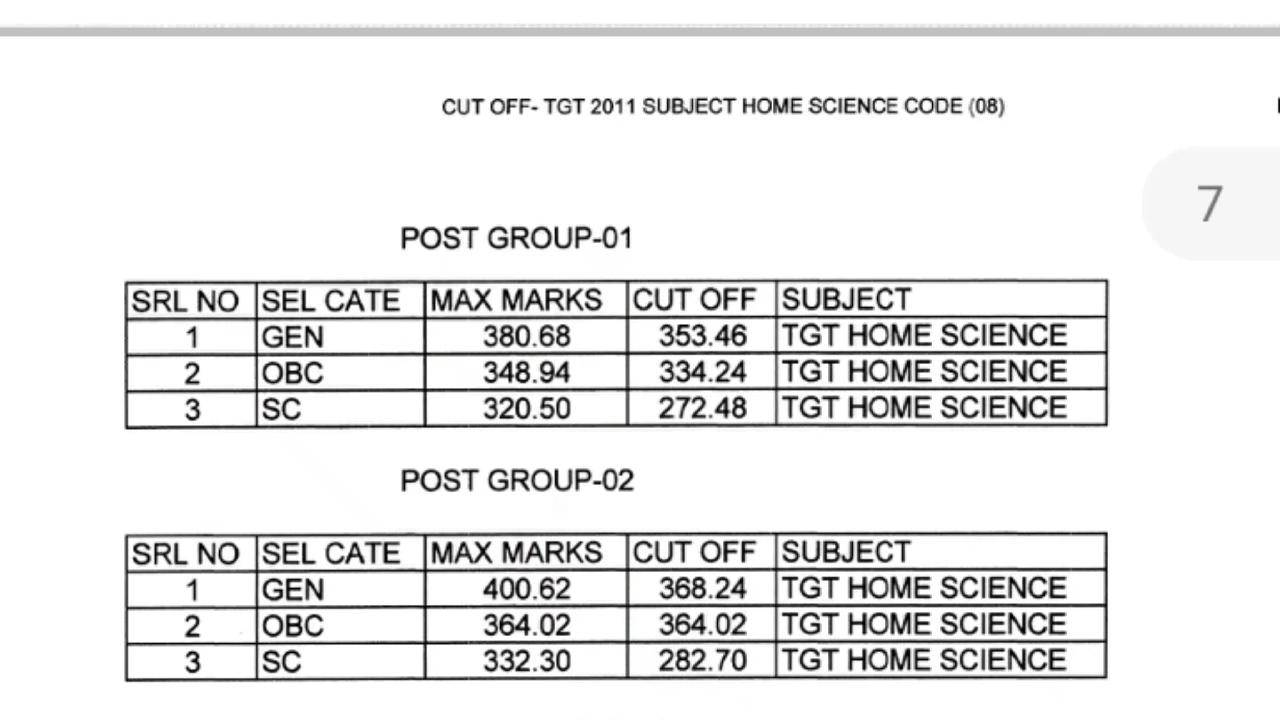 CUT OFF- TGT 2011 SUBJECT HOME SCIENCE CODE (08)
7
POST GROUP-01
SRL NO SEL CATE MAX MARKS CUT OFF SUBJECT
1 GEN 380.68 353.46 TGT HOME SCIENCE
2 OBC 348.94 334.24 TGT HOME SCIENCE
3 SC 320.50 272.48 TGT HOME SCIENCE
POST GROUP-02
SRL NO SEL CATE MAX MARKS CUT OFF SUBJECT
1 GEN 400.62 368.24 TGT HOME SCIENCE
2 OBC 364.02 364.02 TGT HOME SCIENCE
3 SC 332.30 282.70 TGT HOME SCIENCE